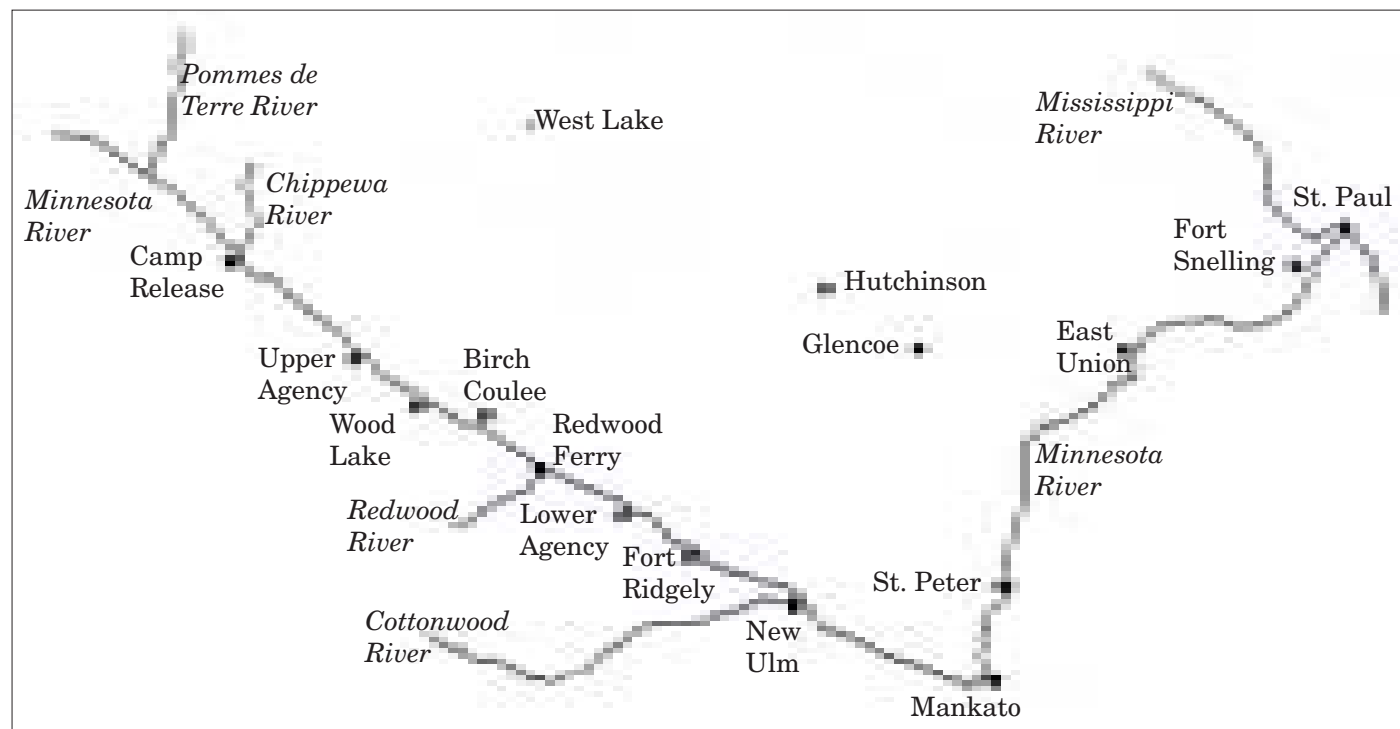 Pommes de
Terre River
West Lake
Mississippi
River
Minnesota
River
Chippewa
River
St. Paul
Fort
Snelling
Camp
Release
Hutchinson
Glencoe
East
Union
Upper
Agency
Birch
Coulee
Wood
Lake
Redwood
Ferry
Minnesota
River
Redwood
River
Lower
Agency
Fort
Ridgely
St. Peter
Cottonwood
River
New
Ulm
Mankato